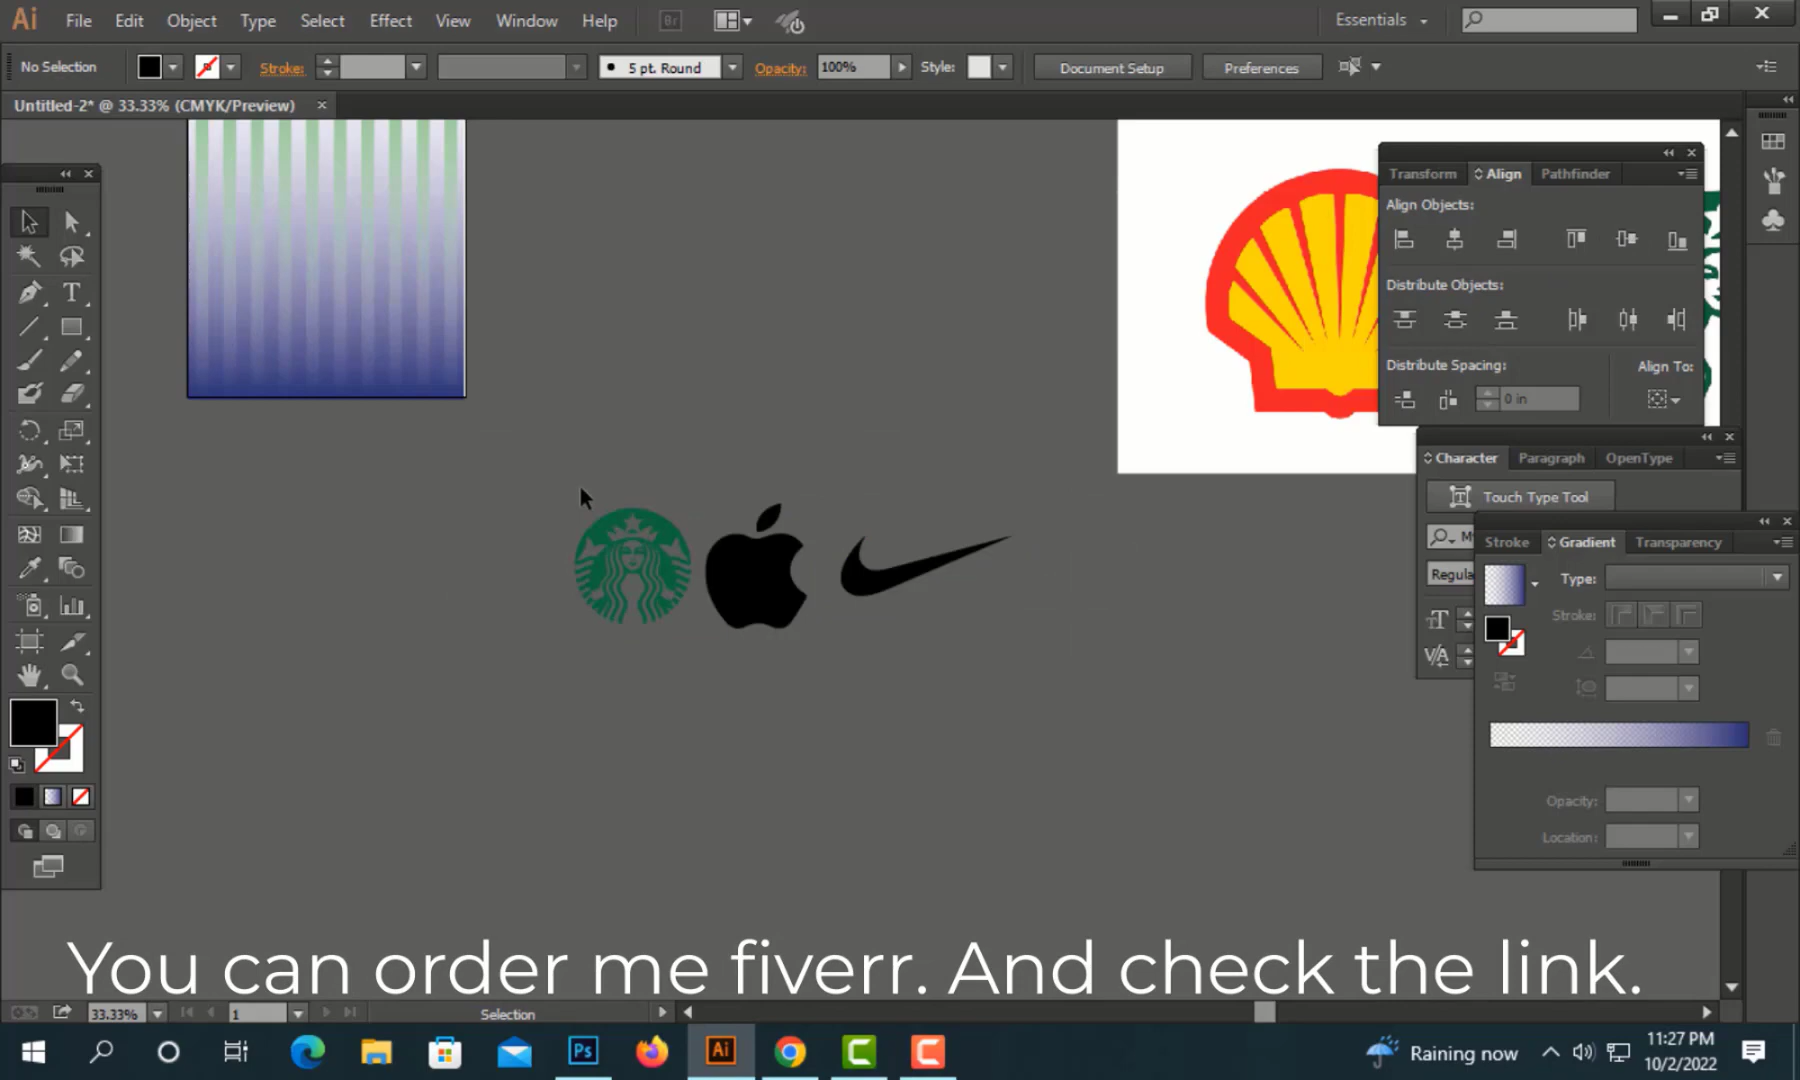 Ai File Edit Object Type Select Effect View Window Help Br Essentials
No Selection Stroke: 5 pt. Round Opacity: 100% Style: Document Setup Preferences
Untitled-2* @ 33.33% (CMYK/Preview)
Transform Align Pathfinder
Align Objects:
Distribute Objects:
Distribute Spacing: Align To:
0 in
Character Paragraph OpenType
Touch Type Tool
Stroke Gradient Transparency
Regula
Type:
Stroke:
Opacity:
Location:
You can order me fiverr. And check the link.
33.33% 1 Selection
Ps Ai Raining now 11:27 PM
10/2/2022